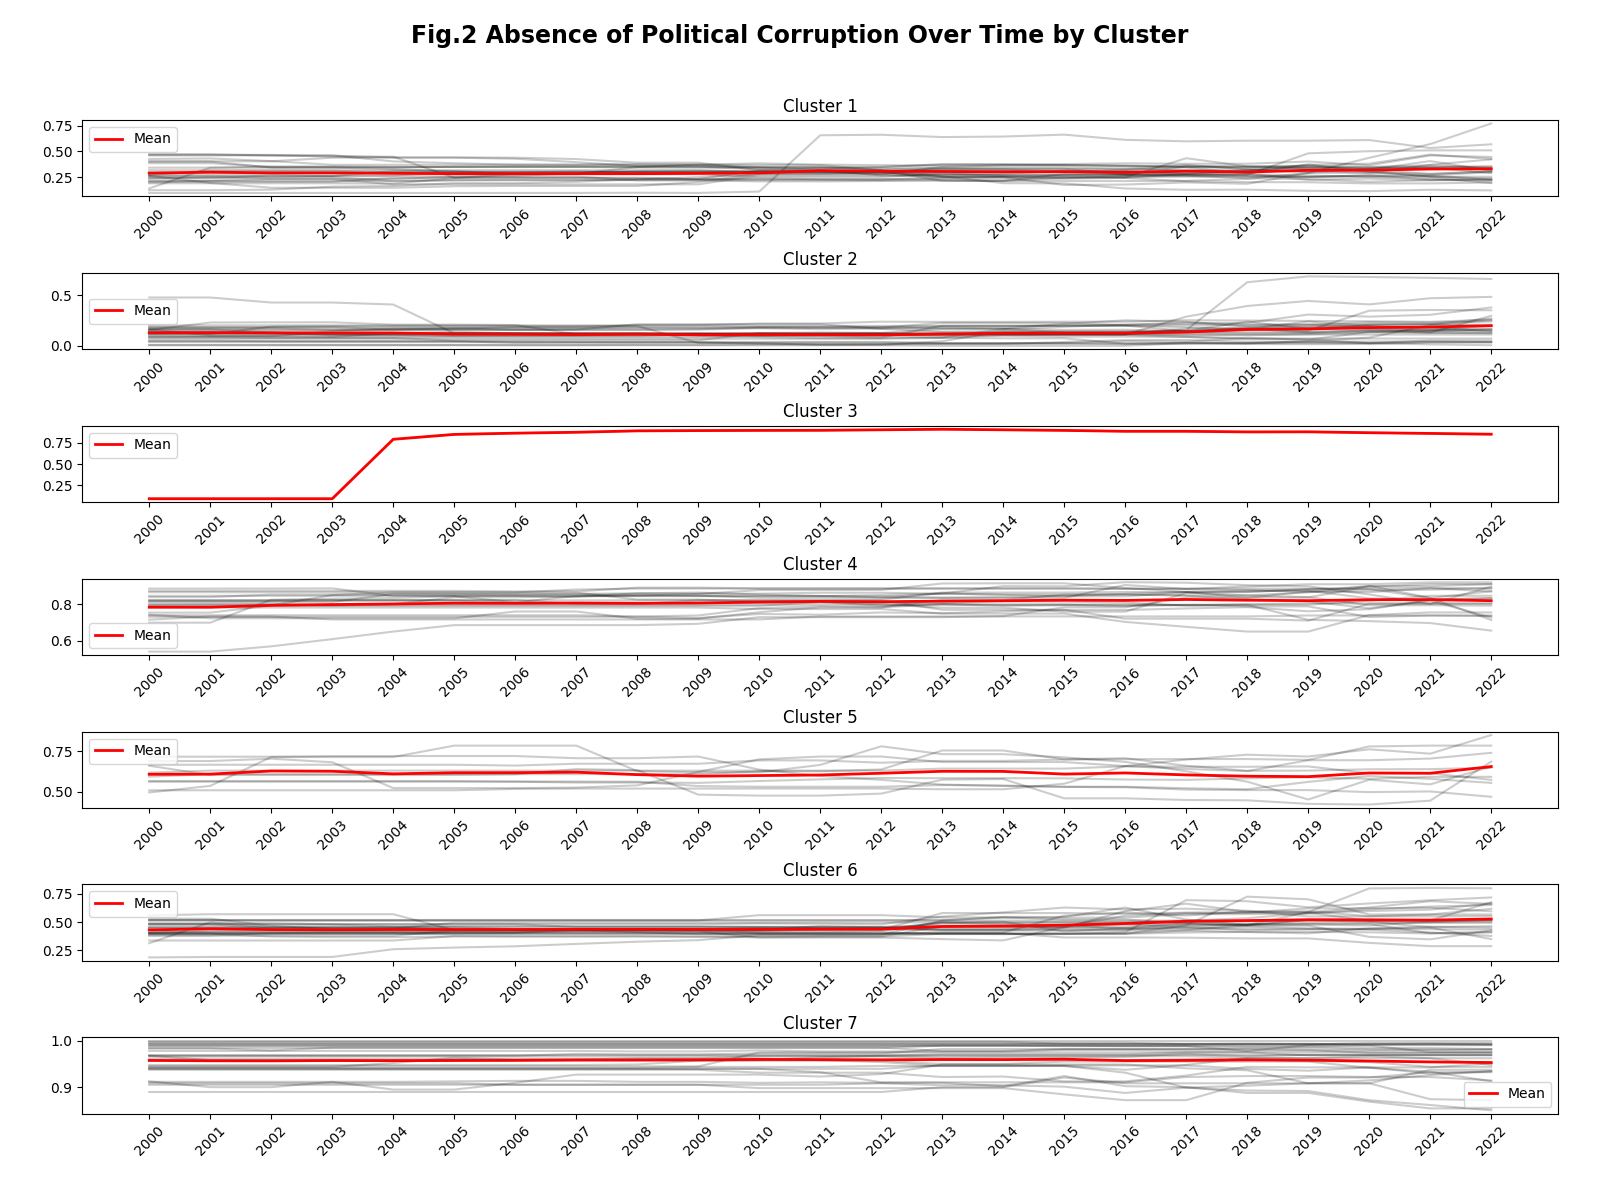 Fig.2 Absence of Political Corruption Over Time by Cluster
Cluster 1
Mean
0.75
0.50
0.25
2000 2001 2002 2003 2004 2005 2006 2007 2008 2009 2010 2011 2012 2013 2014 2015 2016 2017 2018 2019 2020 2021 2022
Cluster 2
Mean
0.5
0.0
2000 2001 2002 2003 2004 2005 2006 2007 2008 2009 2010 2011 2012 2013 2014 2015 2016 2017 2018 2019 2020 2021 2022
Cluster 3
Mean
0.75
0.50
0.25
2000 2001 2002 2003 2004 2005 2006 2007 2008 2009 2010 2011 2012 2013 2014 2015 2016 2017 2018 2019 2020 2021 2022
Cluster 4
0.8
Mean
0.6
2000 2001 2002 2003 2004 2005 2006 2007 2008 2009 2010 2011 2012 2013 2014 2015 2016 2017 2018 2019 2020 2021 2022
Cluster 5
Mean
0.75
0.50
2000 2001 2002 2003 2004 2005 2006 2007 2008 2009 2010 2011 2012 2013 2014 2015 2016 2017 2018 2019 2020 2021 2022
Cluster 6
0.75
Mean
0.50
0.25
2000 2001 2002 2003 2004 2005 2006 2007 2008 2009 2010 2011 2012 2013 2014 2015 2016 2017 2018 2019 2020 2021 2022
Cluster 7
1.0
0.9
Mean
2000 2001 2002 2003 2004 2005 2006 2007 2008 2009 2010 2011 2012 2013 2014 2015 2016 2017 2018 2019 2020 2021 2022